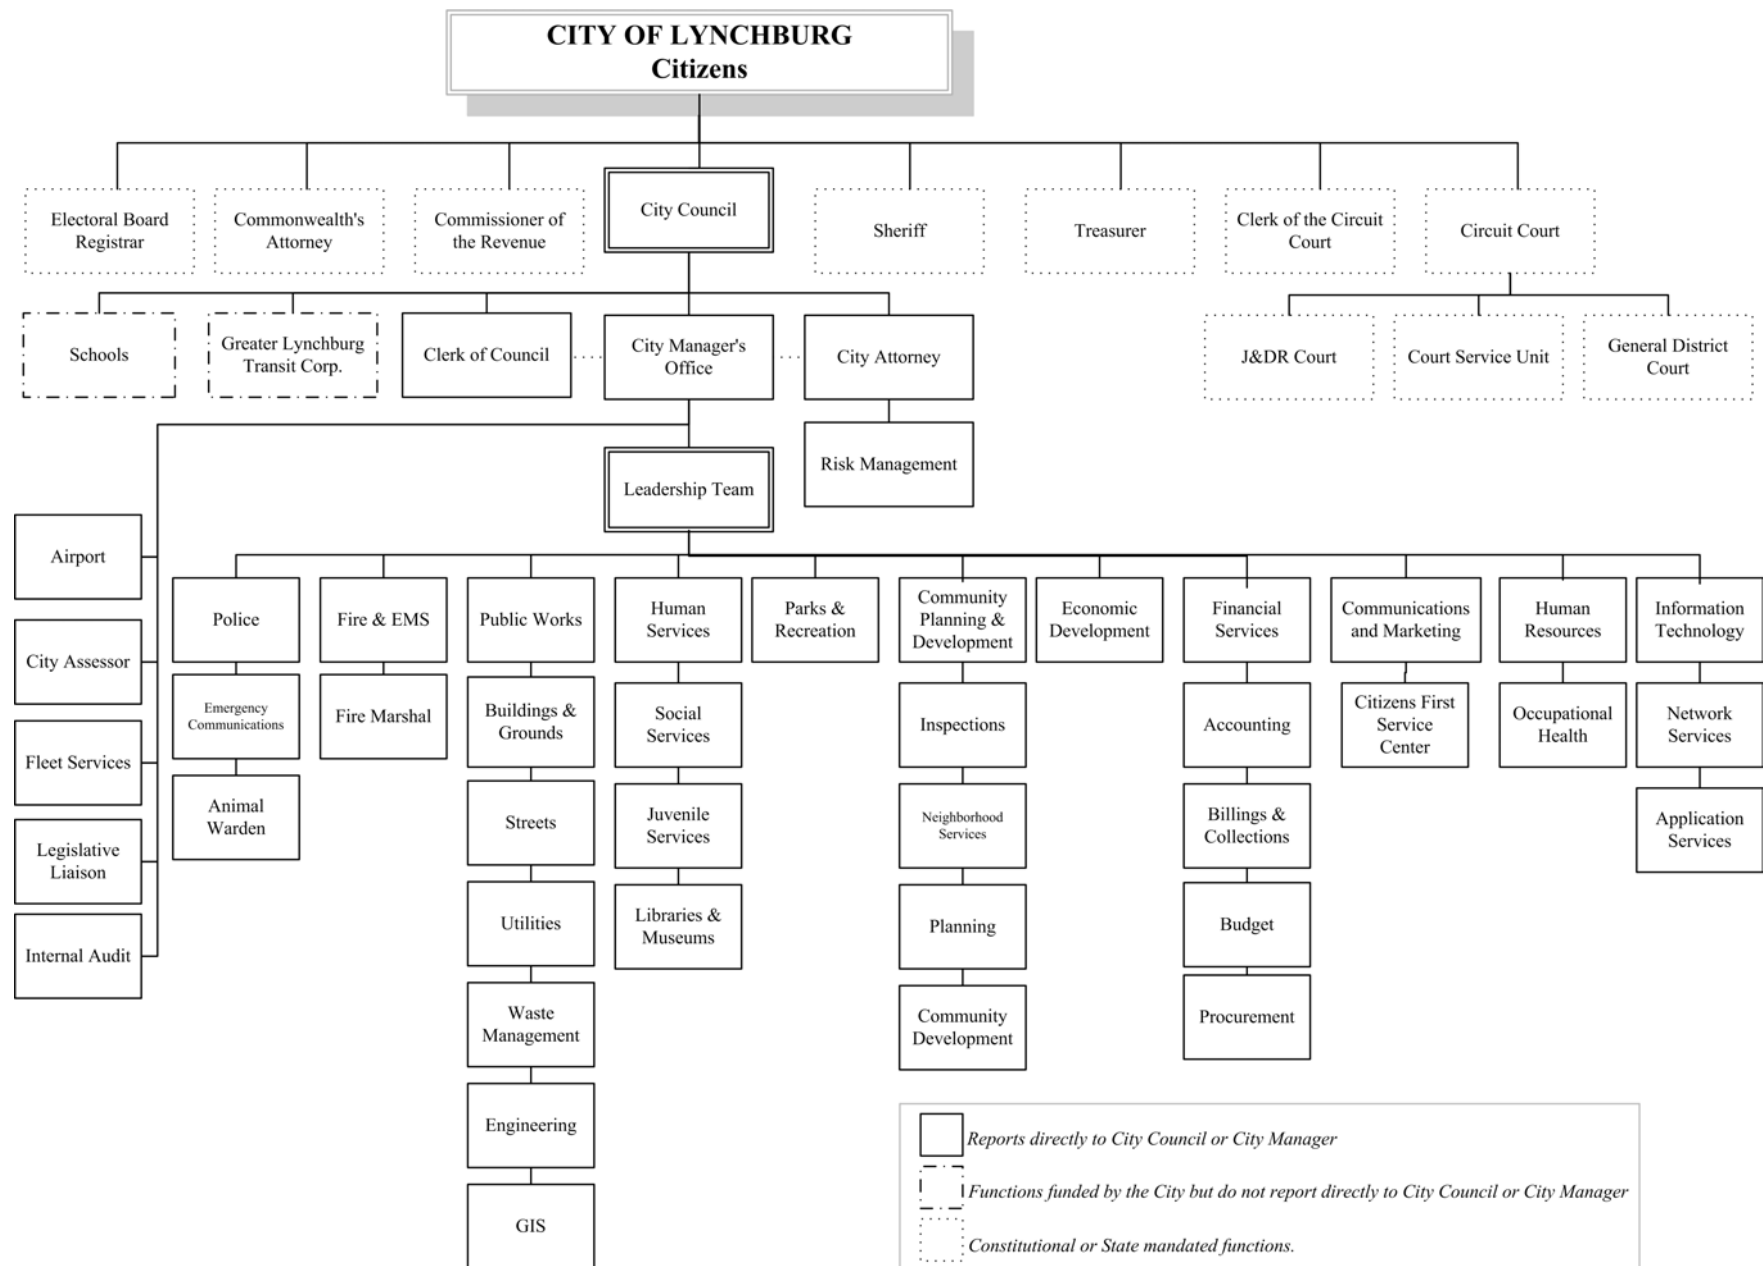 CITY OF LYNCHBURG
Citizens
Electoral Board
Registrar
Commonwealth's
Attorney
Commissioner of
the Revenue
City Council
Sheriff
Treasurer
Clerk of the Circuit
Court
Circuit Court
Schools
Greater Lynchburg
Transit Corp.
Clerk of Council
City Manager's
Office
City Attorney
J&DR Court
Court Service Unit
General District
Court
Risk Management
Leadership Team
Airport
City Assessor
Fleet Services
Legislative
Liaison
Internal Audit
Police
Emergency
Communications
Animal
Warden
Fire & EMS
Fire Marshal
Public Works
Buildings &
Grounds
Streets
Utilities
Waste
Management
Engineering
GIS
Human
Services
Social
Services
Juvenile
Services
Libraries &
Museums
Parks &
Recreation
Community
Planning &
Development
Inspections
Neighborhood
Services
Planning
Community
Development
Economic
Development
Financial
Services
Accounting
Billings &
Collections
Budget
Procurement
Communications
and Marketing
Citizens First
Service
Center
Human
Resources
Occupational
Health
Information
Technology
Network
Services
Application
Services
Reports directly to City Council or City Manager
Functions funded by the City but do not report directly to City Council or City Manager
Constitutional or State mandated functions.